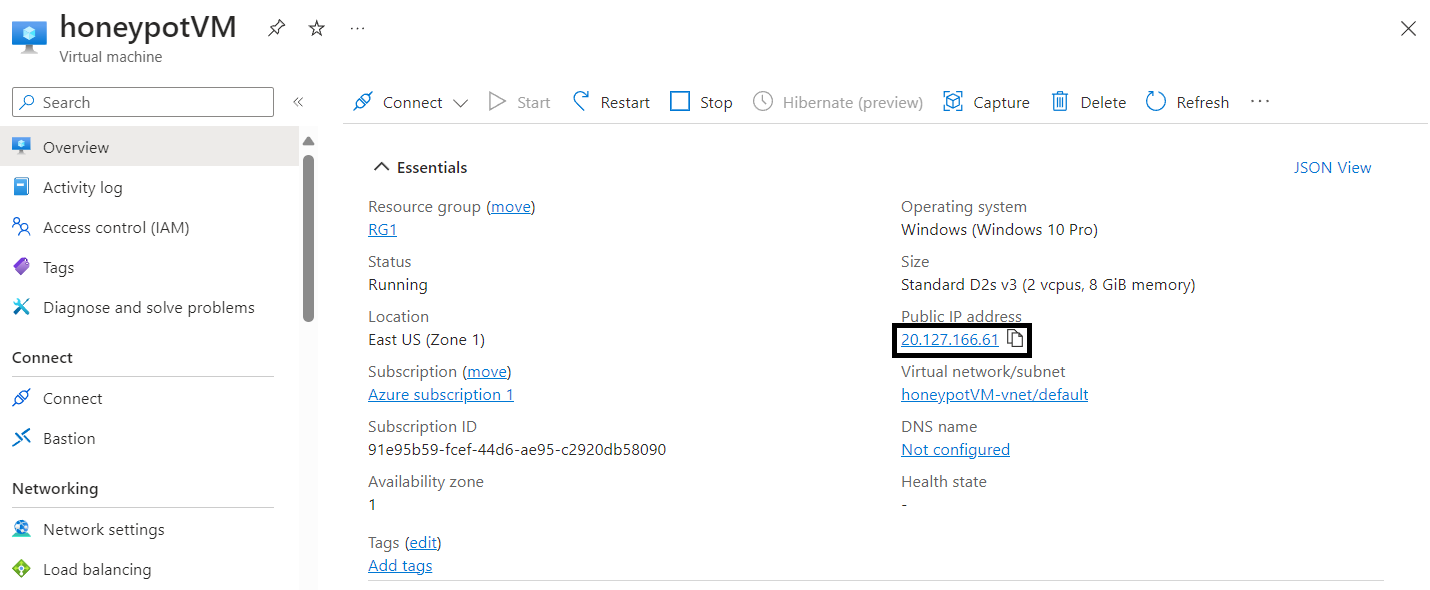 honeypotVM
Virtual machine
Search
Overview
Activity log
Access control (IAM)
Tags
Diagnose and solve problems
Connect
Connect
Bastion
Networking
Network settings
Load balancing
Connect Start Restart Stop Hibernate (preview) Capture Delete Refresh
Essentials JSON View
Resource group (move)
RG1
Status
Running
Location
East US (Zone 1)
Subscription (move)
Azure subscription 1
Subscription ID
91e95b59-fcef-44d6-ae95-c2920db58090
Availability zone
1
Tags (edit)
Add tags
Operating system
Windows (Windows 10 Pro)
Size
Standard D2s v3 (2 vcpus, 8 GiB memory)
Public IP address
20.127.166.61
Virtual network/subnet
honeypotVM-vnet/default
DNS name
Not configured
Health state
-